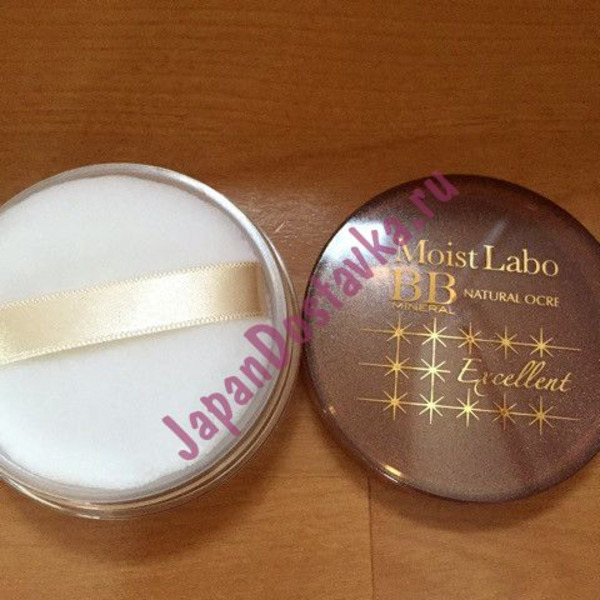 JapanDostavka.ru
Moist Labo
BB NATURAL OCRE
MINERAL
Excellent